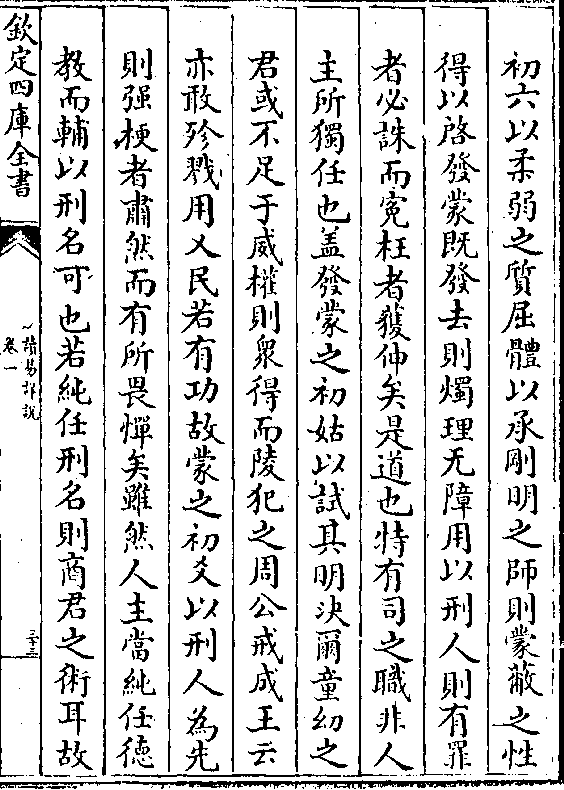 初六以柔弱之質屈體以承剛明之師則蒙蔽之性
得以啓發蒙既發去則燭理无障用以刑人則有罪
者必誅而寃枉者獲伸矣是道也特有司之職非人
主所獨任也盖發蒙之初姑以試其明決爾童幼之
君或不足于威權則衆得而陵犯之周公戒成王云
亦敢殄戮用乂民若有功故蒙之初爻以刑人為先
則强梗者肅然而有所畏憚矣雖然人主當純任德
教而輔以刑名可也若純任刑名則商君之術耳故
欽定四庫全書
讀易詳說
卷一
三十三